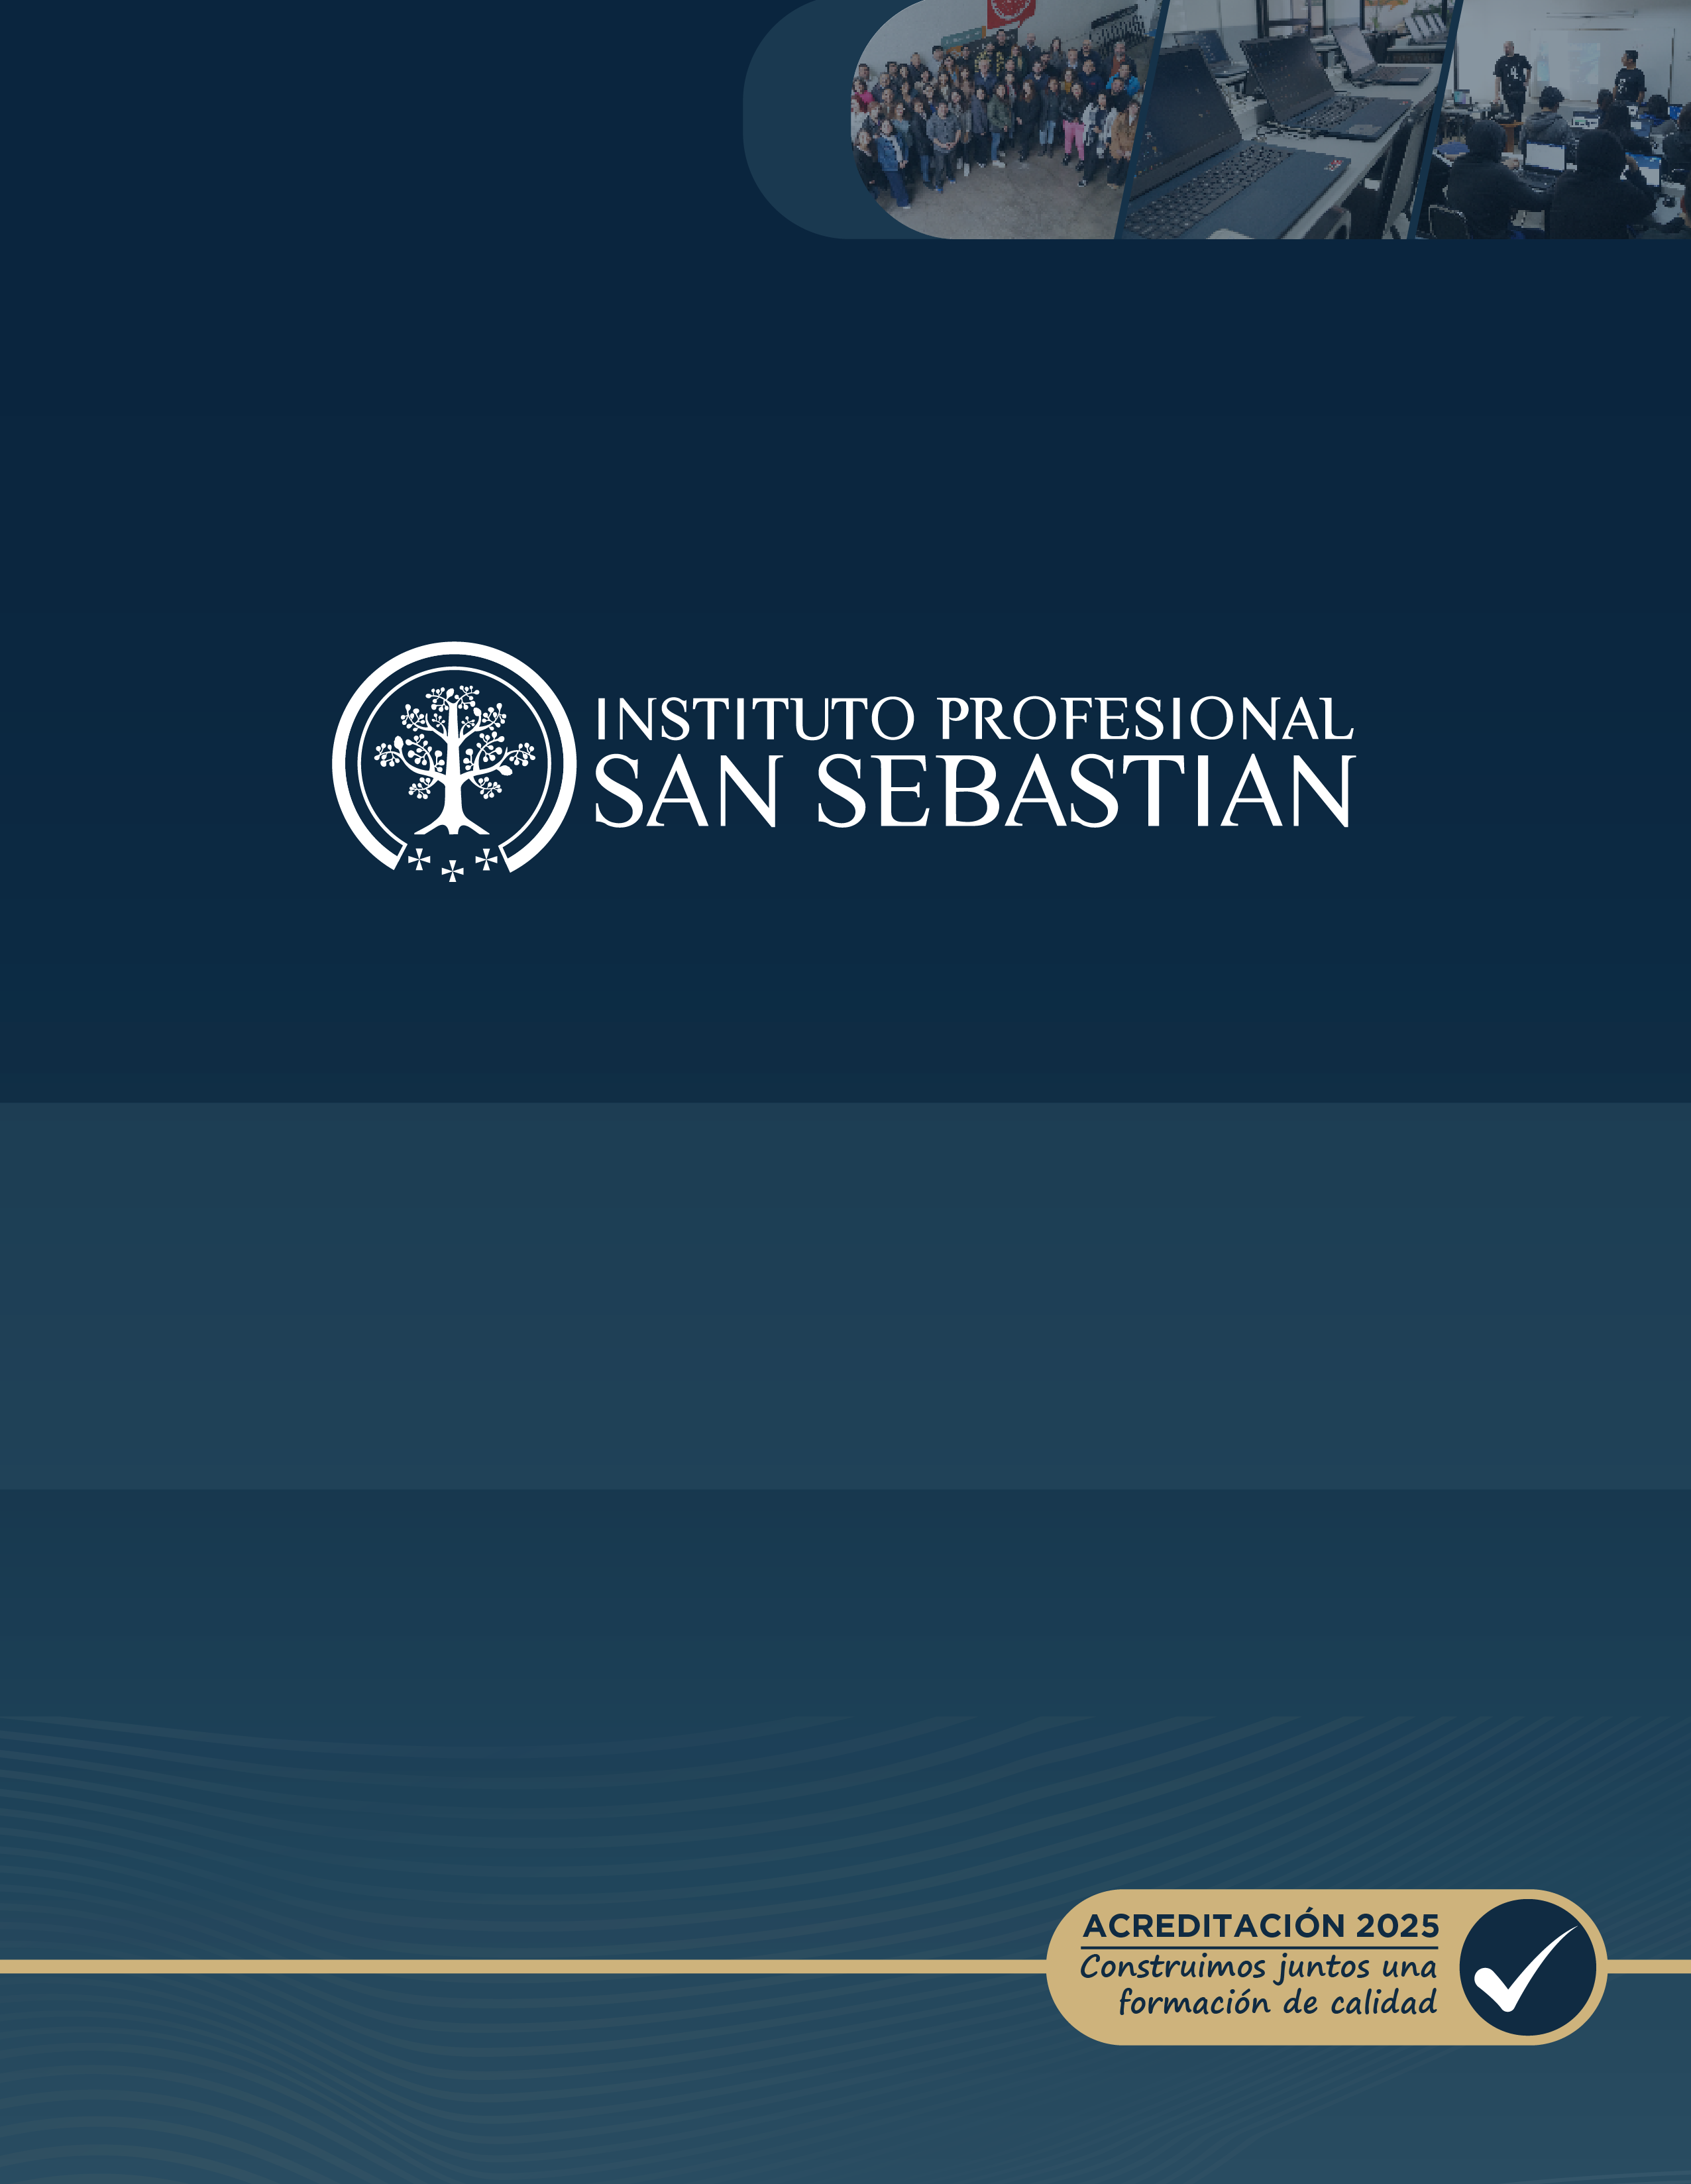 INSTITUTO PROFESIONAL
SAN SEBASTIAN
ACREDITACIÓN 2025
Construimos juntos una
formación de calidad